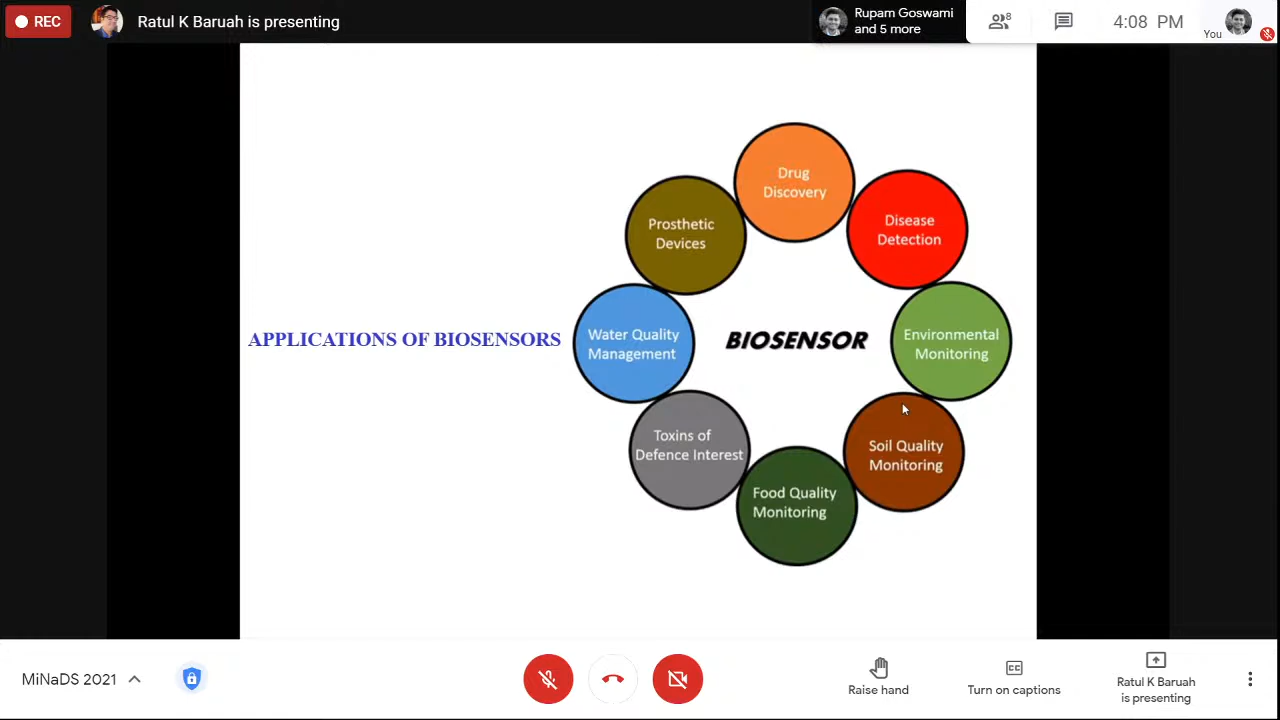 REC
Ratul K Baruah is presenting
Rupam Goswami
and 5 more
8
4:08 PM
You
Drug
Discovery
Prosthetic
Devices
Disease
Detection
APPLICATIONS OF BIOSENSORS
Water Quality
Management
BIOSENSOR
Environmental
Monitoring
Toxins of
Defence Interest
Soil Quality
Monitoring
Food Quality
Monitoring
MiNaDS 2021
Raise hand
CC
Turn on captions
Ratul K Baruah
is presenting